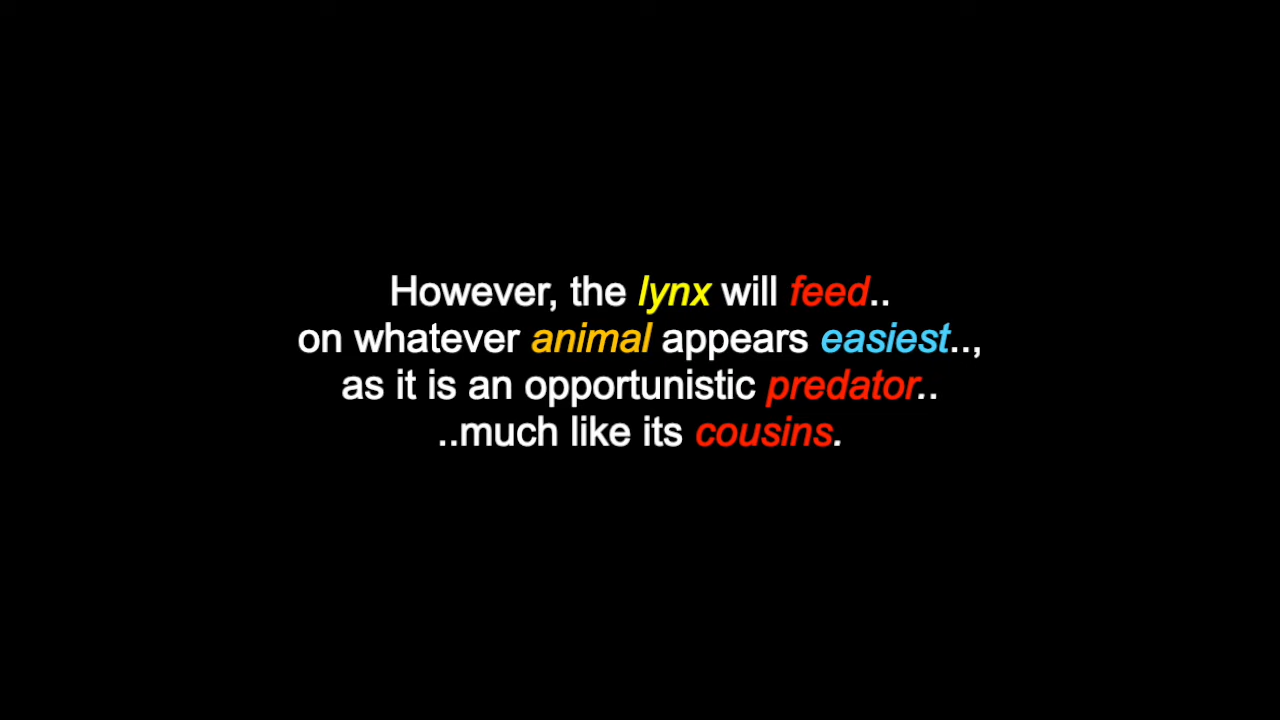 However, the lynx will feed..
on whatever animal appears easiest..,
as it is an opportunistic predator..
..much like its cousins.